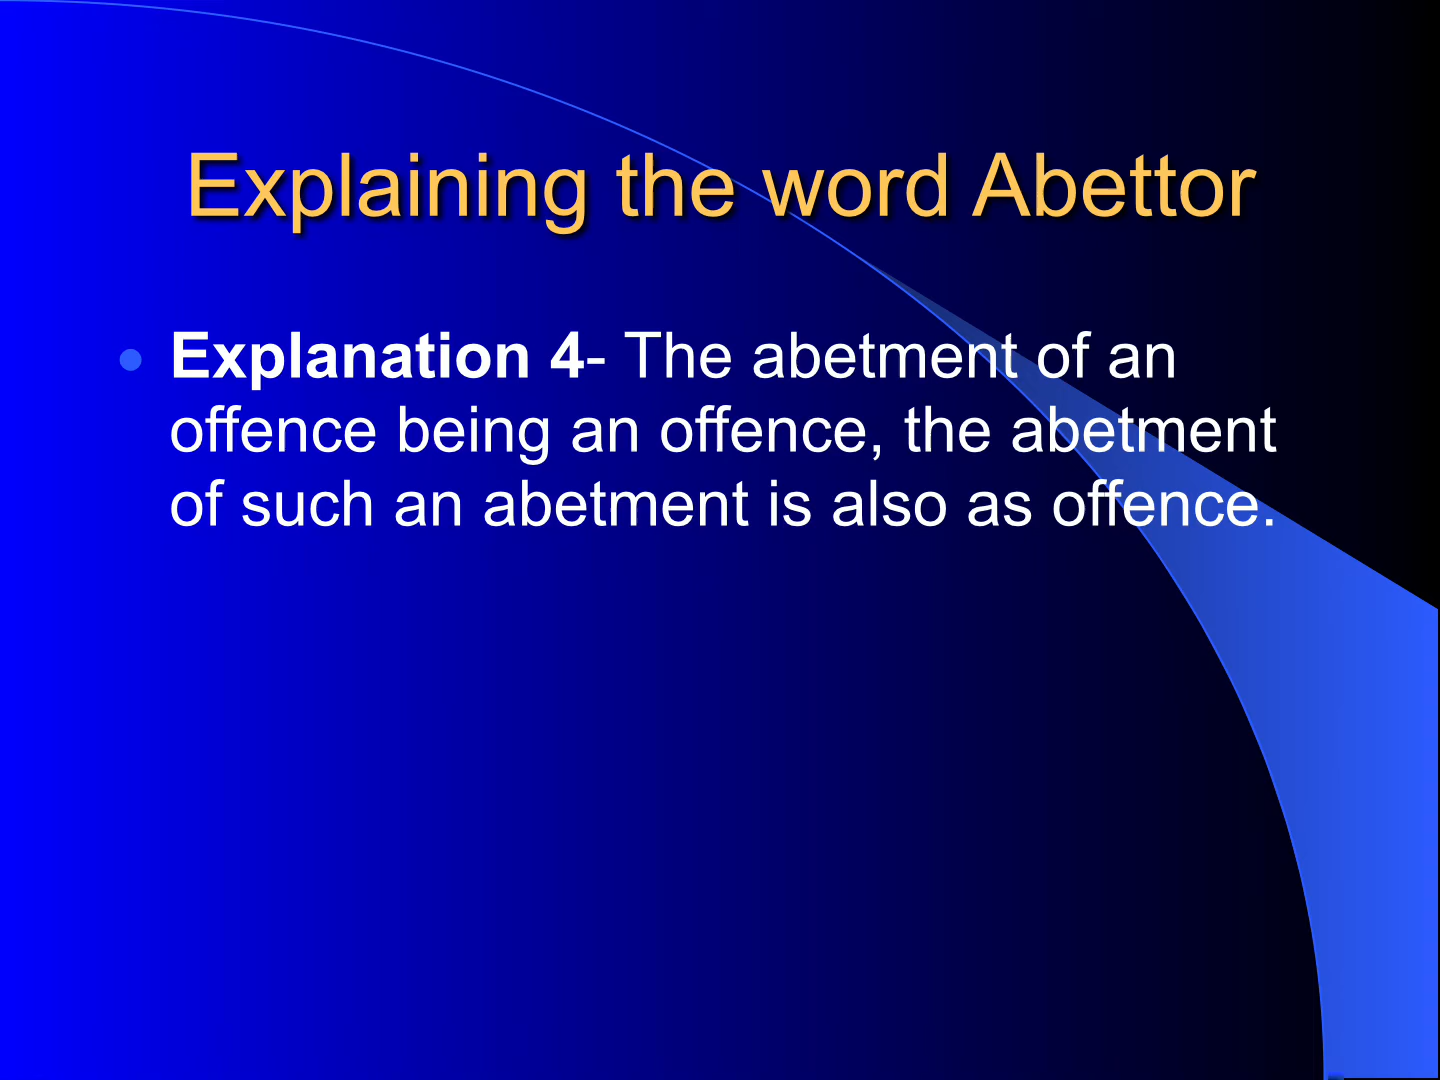 Explaining the word Abettor
Explanation 4- The abetment of an
offence being an offence, the abetment
of such an abetment is also as offence.